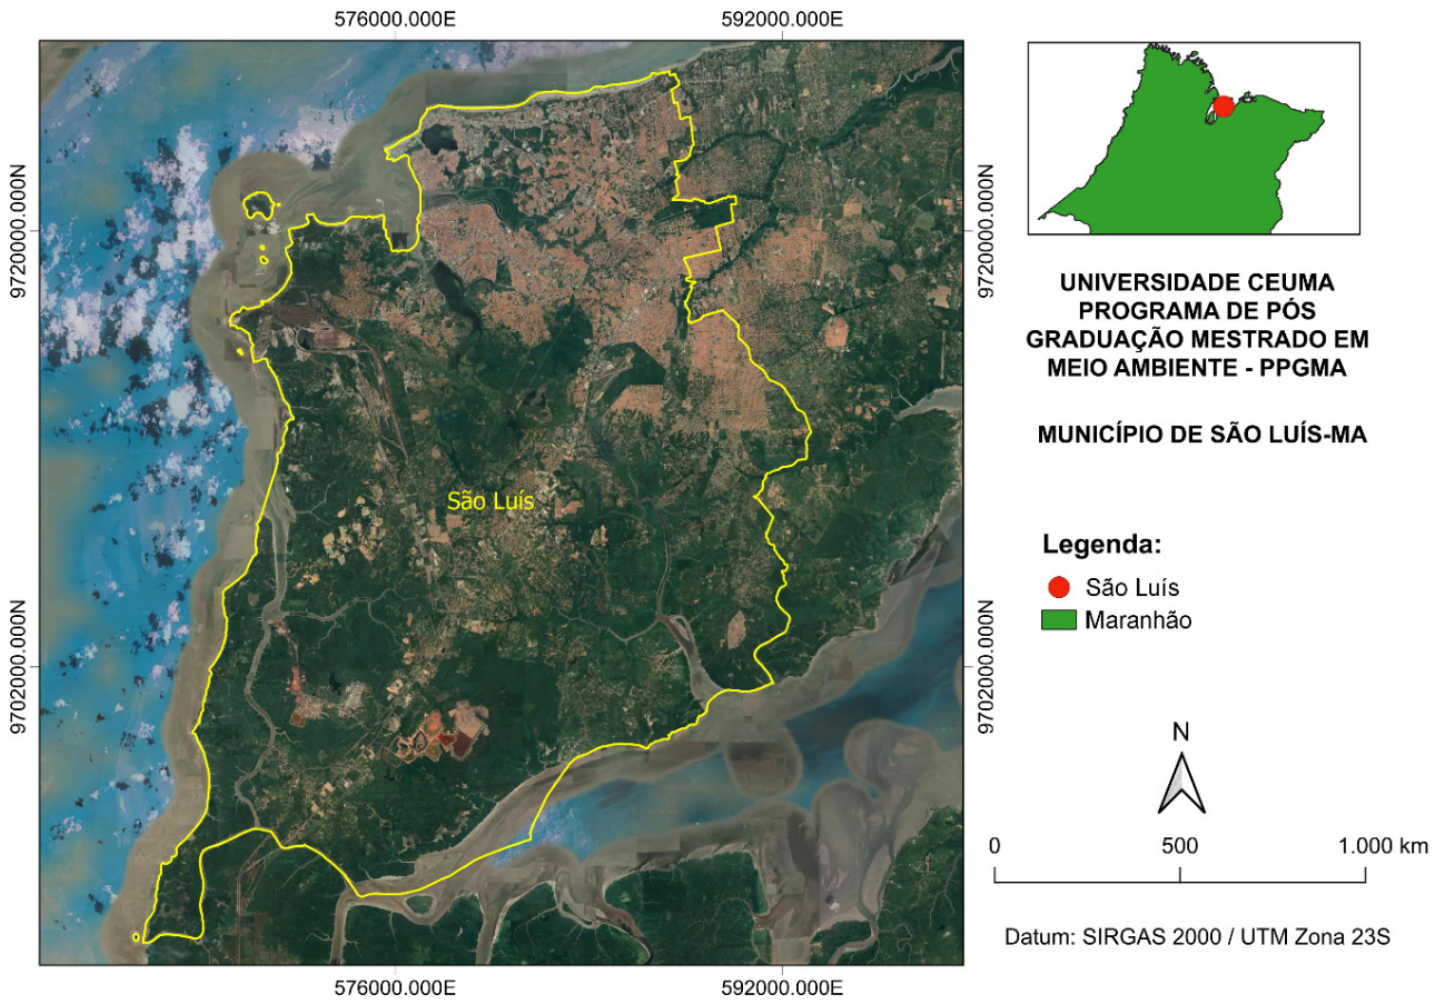 576000.000E
592000.000E
9720000.000N
9720000.000N
9702000.000N
9702000.000N
São Luís
576000.000E
592000.000E
UNIVERSIDADE CEUMA
PROGRAMA DE PÓS
GRADUAÇÃO MESTRADO EM
MEIO AMBIENTE - PPGMA
MUNICÍPIO DE SÃO LUÍS-MA
Legenda:
São Luís
Maranhão
N
0 500 1.000 km
Datum: SIRGAS 2000 / UTM Zona 23S